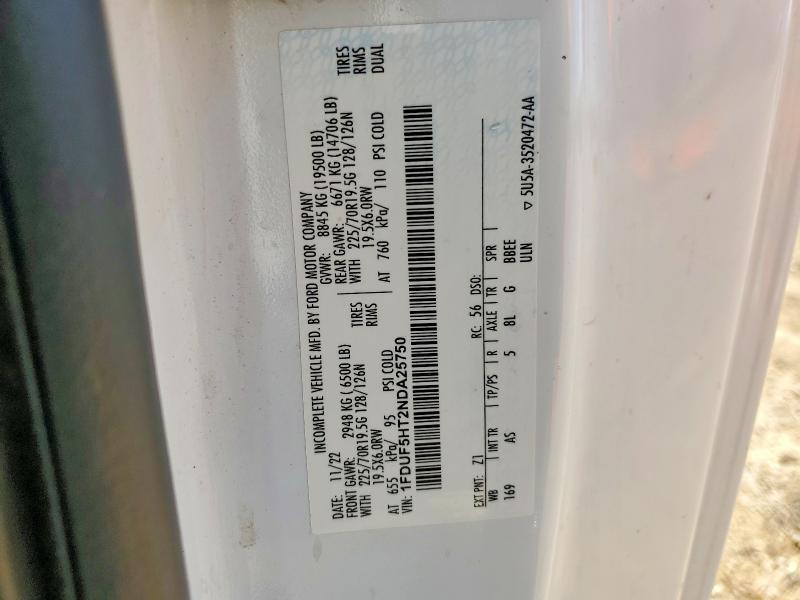 INCOMPLETE VEHICLE MFD. BY FORD MOTOR COMPANY
DATE: 11/22 GVWR: 8845 KG (19500 LB)
FRONT GAWR: 2948 KG ( 6500 LB) REAR GAWR: 6671 KG (14706 LB)
WITH 225/70R19.5G 128/126N TIRES WITH 225/70R19.5G 128/126N TIRES
19.5X6.0RW RIMS 19.5X6.0RW RIMS
AT 655 kPa/ 95 PSI COLD AT 760 kPa/ 110 PSI COLD DUAL
VIN: 1FDUF5HT2NDA25750
EXT PNT: Z1 RC: 56 DSO:
WB INT TR TP/PS R AXLE TR SPR
169 AS 5 8L G BBEE
ULN
▽ 5U5A-3520472-AA